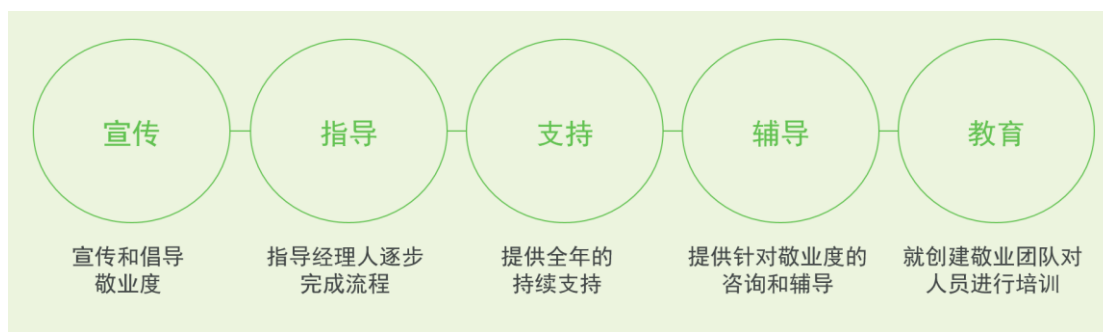 宣传
指导
支持
辅导
教育
宣传和倡导
敬业度
指导经理人逐步
完成流程
提供全年的
持续支持
提供针对敬业度的
咨询和辅导
就创建敬业团队对
人员进行培训